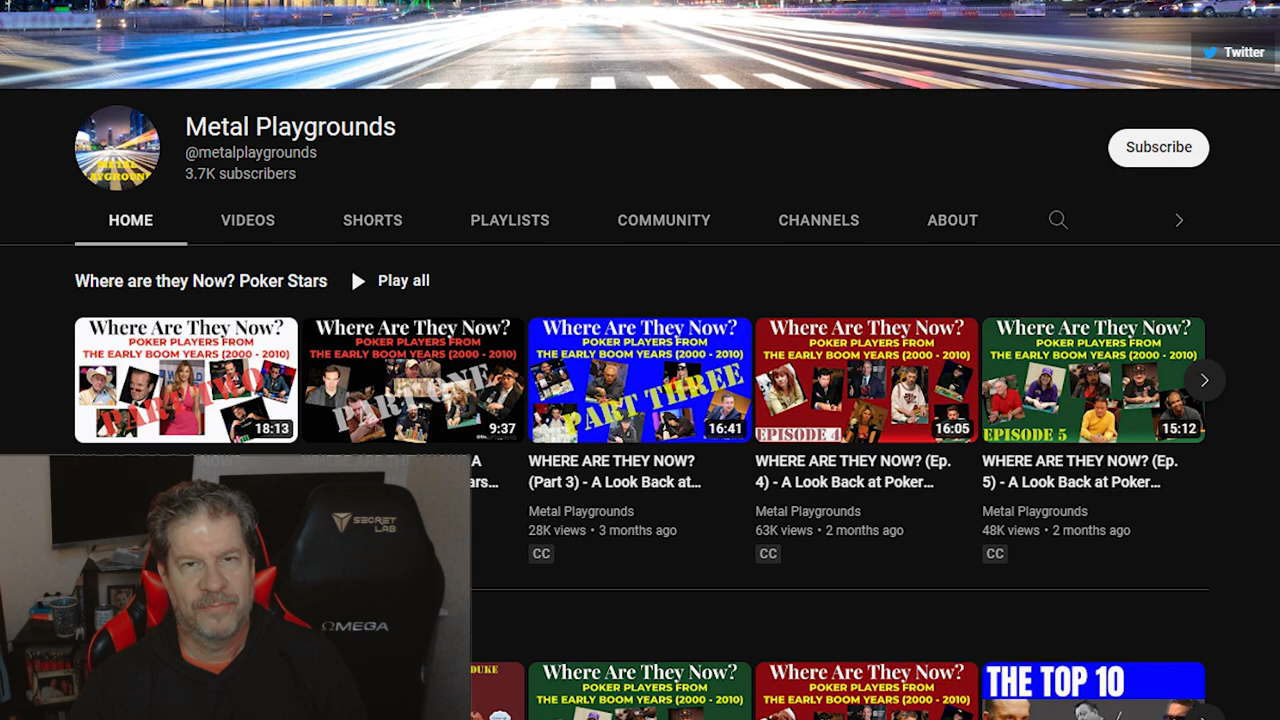 Twitter
Metal Playgrounds
@metalplaygrounds
3.7K subscribers
Subscribe
HOME
VIDEOS
SHORTS
PLAYLISTS
COMMUNITY
CHANNELS
ABOUT
Where are they Now? Poker Stars
Play all
Where Are They Now?
POKER PLAYERS FROM
THE EARLY BOOM YEARS (2000 - 2010)
PART TWO
18:13
Where Are They Now?
POKER PLAYERS FROM
THE EARLY BOOM YEARS (2000 - 2010)
PART ONE
9:37
Where Are They Now?
POKER PLAYERS FROM
THE EARLY BOOM YEARS (2000 - 2010)
PART THREE
16:41
Where Are They Now?
POKER PLAYERS FROM
THE EARLY BOOM YEARS (2000 - 2010)
EPISODE 4
16:05
Where Are They Now?
POKER PLAYERS FROM
THE EARLY BOOM YEARS (2000 - 2010)
EPISODE 5
15:12
A
ars...
WHERE ARE THEY NOW?
(Part 3) - A Look Back at...
Metal Playgrounds
28K views • 3 months ago
CC
WHERE ARE THEY NOW? (Ep.
4) - A Look Back at Poker...
Metal Playgrounds
63K views • 2 months ago
CC
WHERE ARE THEY NOW? (Ep.
5) - A Look Back at Poker...
Metal Playgrounds
48K views • 2 months ago
CC
SECRET
LAB
OMEGA
DUKE
Where Are They Now?
POKER PLAYERS FROM
THE EARLY BOOM YEARS (2000 - 2010)
Where Are They Now?
POKER PLAYERS FROM
THE EARLY BOOM YEARS (2000 - 2010)
THE TOP 10